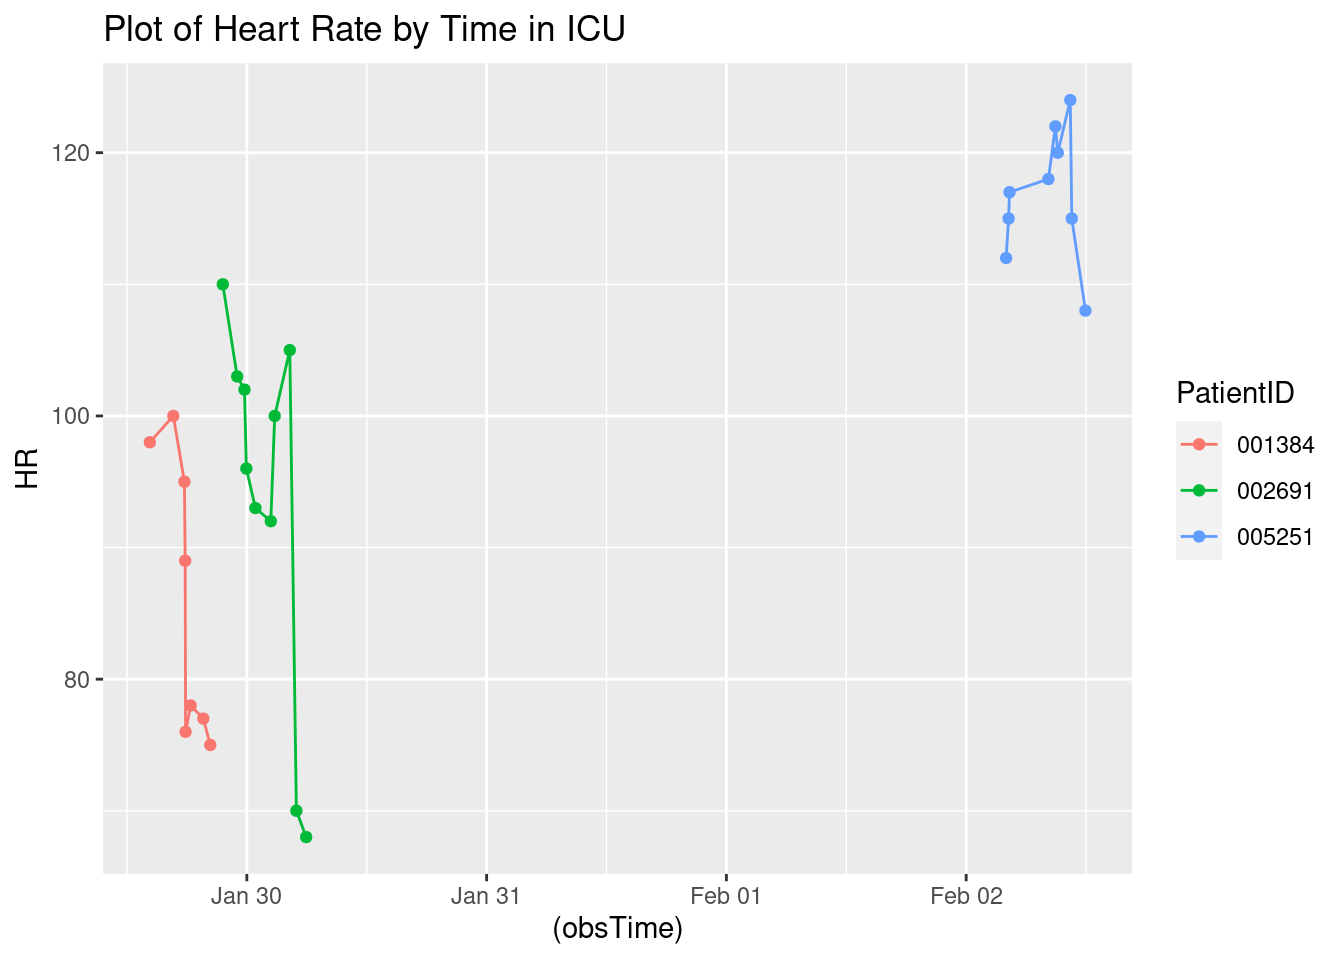 Plot of Heart Rate by Time in ICU
120
100
80
HR
Jan 30 Jan 31 Feb 01 Feb 02
(obsTime)
PatientID
001384
002691
005251